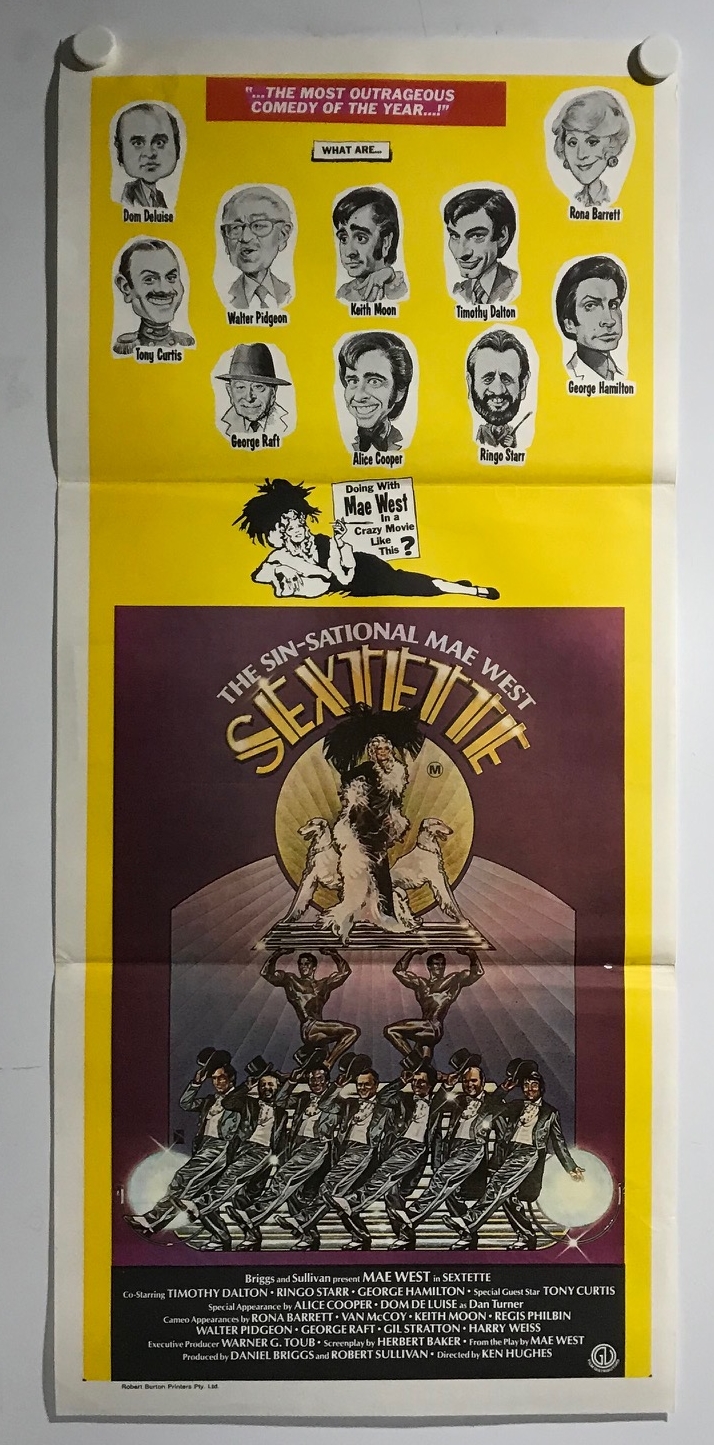 "...THE MOST OUTRAGEOUS
COMEDY OF THE YEAR...!"
WHAT ARE...
Dom Deluise
Rona Barrett
Walter Pidgeon
Keith Moon
Timothy Dalton
Tony Curtis
George Hamilton
George Raft
Alice Cooper
Ringo Starr
Doing With
Mae West
In a
Crazy Movie
Like
This ?
THE SIN-SATIONAL MAE WEST
SEXTETTE
M
Briggs and Sullivan present MAE WEST in SEXTETTE
Co-Starring TIMOTHY DALTON • RINGO STARR • GEORGE HAMILTON • Special Guest Star TONY CURTIS
Special Appearance by ALICE COOPER • DOM DE LUISE as Dan Turner
Cameo Appearances by RONA BARRETT • VAN McCOY • KEITH MOON • REGIS PHILBIN
WALTER PIDGEON • GEORGE RAFT • GIL STRATTON • HARRY WEISS
Executive Producer WARNER G. TOUB • Screenplay by HERBERT BAKER • From the Play by MAE WEST
Produced by DANIEL BRIGGS and ROBERT SULLIVAN • Directed by KEN HUGHES
Robert Burton Printers Pty. Ltd.